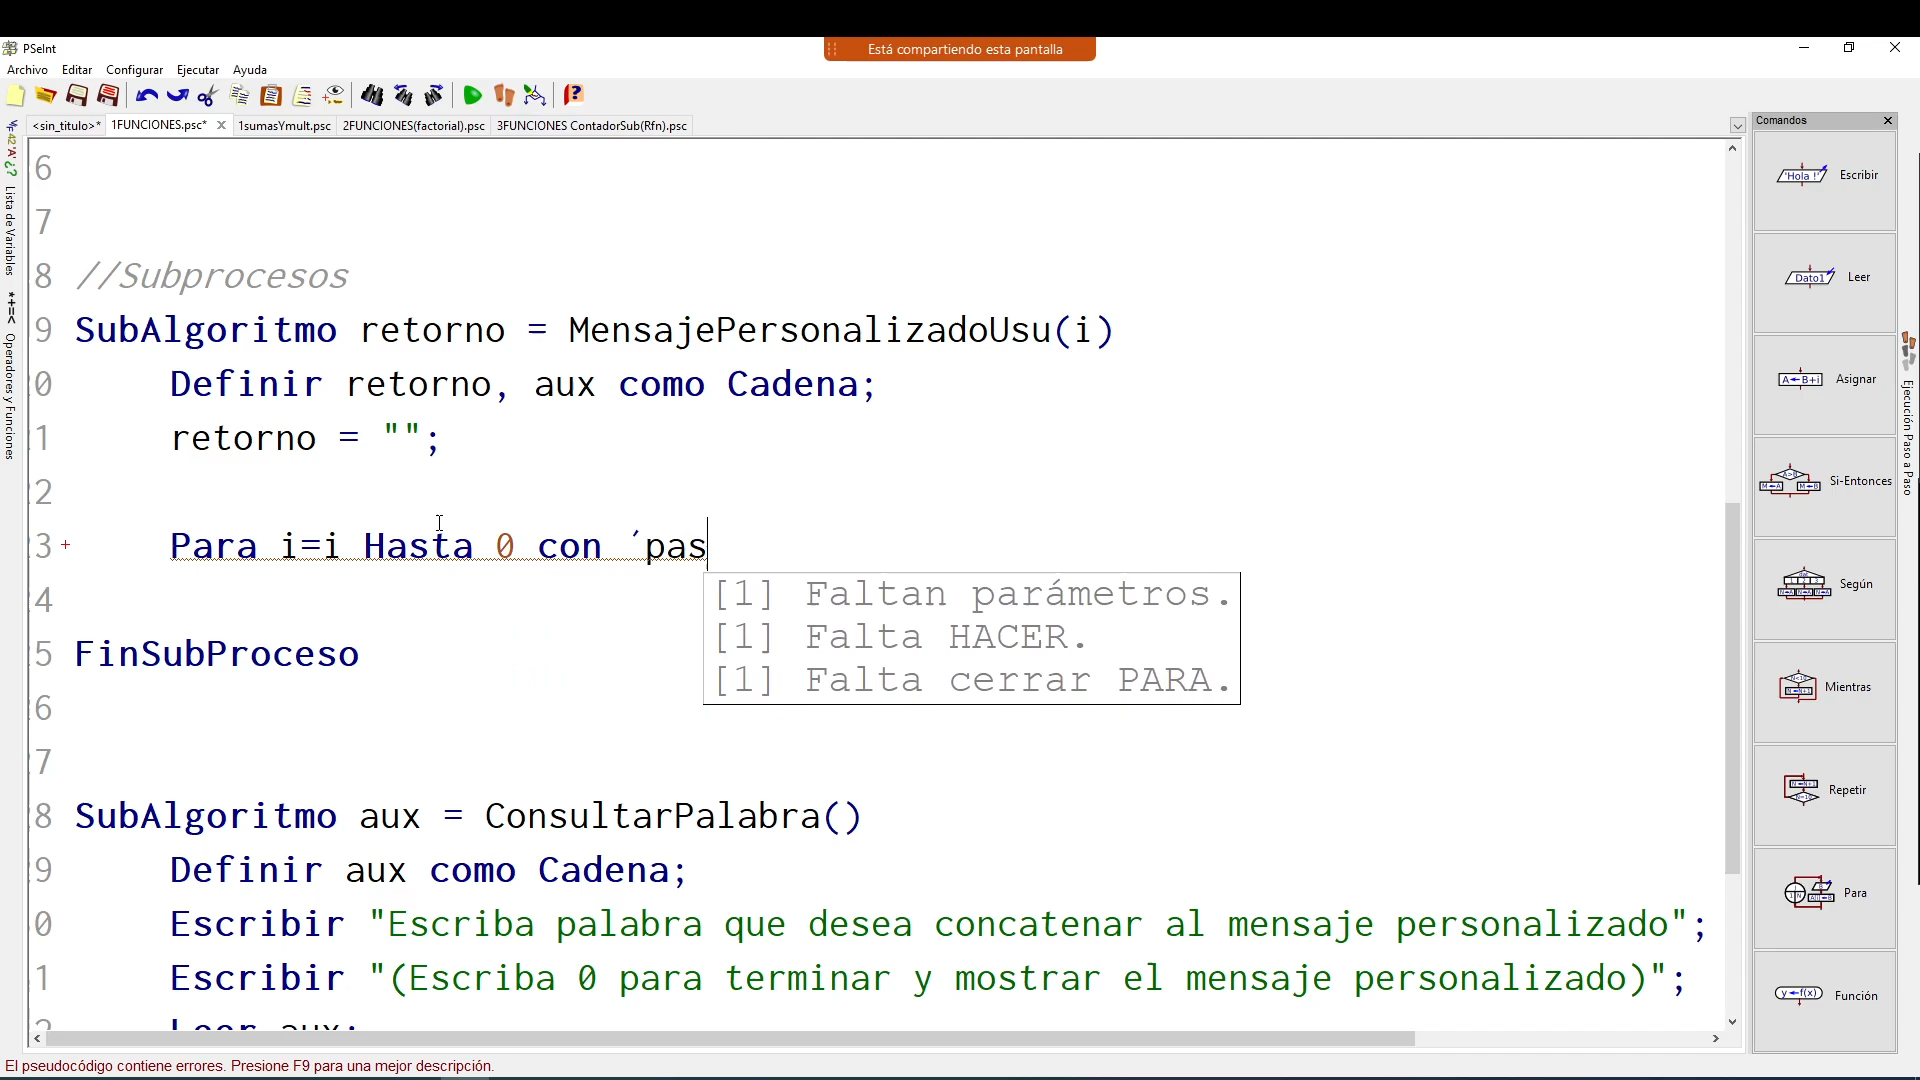 PSeInt
Está compartiendo esta pantalla
Archivo Editar Configurar Ejecutar Ayuda
<sin_titulo>* 1FUNCIONES.psc* 1sumasYmult.psc 2FUNCIONES(factorial).psc 3FUNCIONES ContadorSub(Rfn).psc
Lista de Variables
*+=< Operadores y Funciones
6
7
8 //Subprocesos
9 SubAlgoritmo retorno = MensajePersonalizadoUsu(i)
0 Definir retorno, aux como Cadena;
1 retorno = "";
2
3 Para i=i Hasta 0 con ´pas
[1] Faltan parámetros.
[1] Falta HACER.
[1] Falta cerrar PARA.
4
5 FinSubProceso
6
7
8 SubAlgoritmo aux = ConsultarPalabra()
9 Definir aux como Cadena;
0 Escribir "Escriba palabra que desea concatenar al mensaje personalizado";
1 Escribir "(Escriba 0 para terminar y mostrar el mensaje personalizado)";
2 Leer aux;
Comandos
'Hola !' Escribir
Dato1 Leer
A←B+i Asignar
Si-Entonces
Según
Mientras
Repetir
Para
y←f(x) Función
Ejecución Paso a Paso
El pseudocódigo contiene errores. Presione F9 para una mejor descripción.